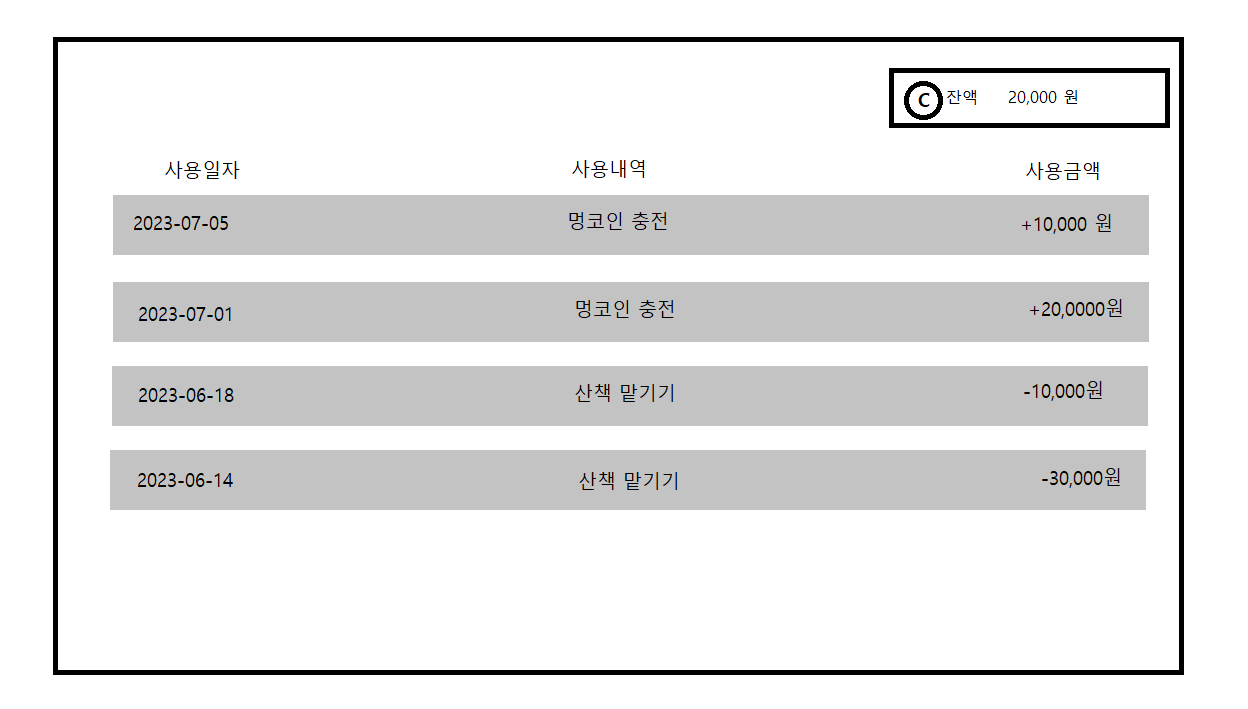 C 잔액 20,000 원
사용일자 사용내역 사용금액
2023-07-05 멍코인 충전 +10,000 원
2023-07-01 멍코인 충전 +20,0000원
2023-06-18 산책 맡기기 -10,000원
2023-06-14 산책 맡기기 -30,000원